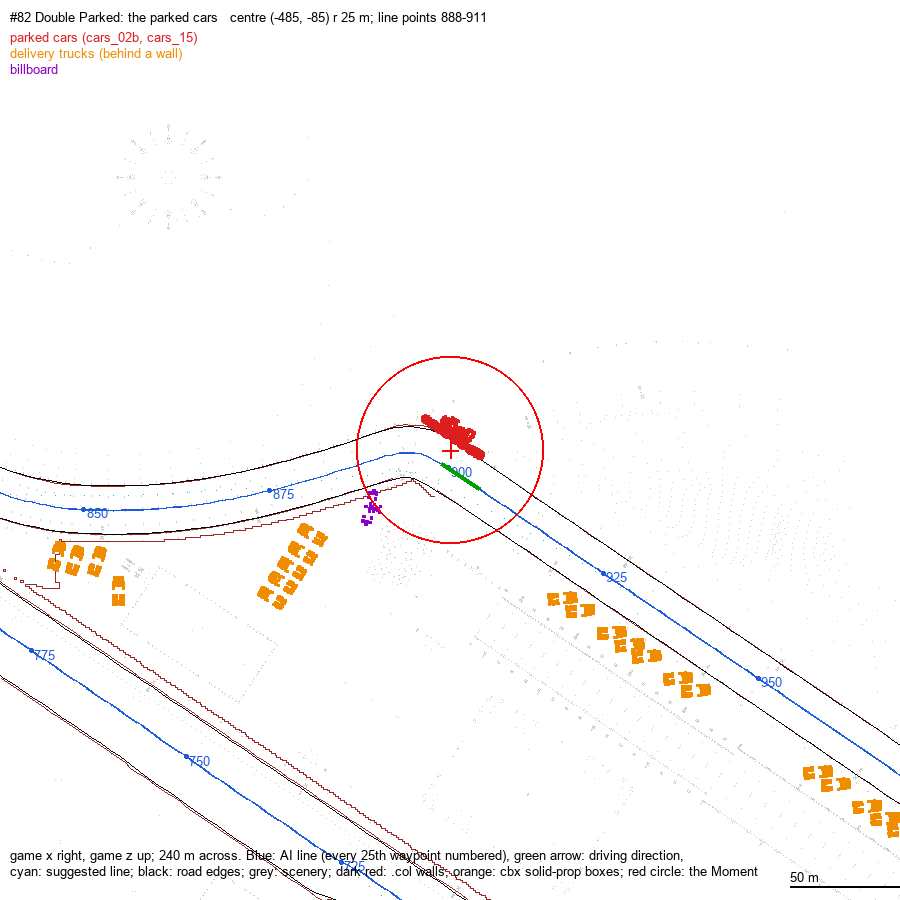 #82 Double Parked: the parked cars   centre (-485, -85) r 25 m; line points 888-911
parked cars (cars_02b, cars_15)
delivery trucks (behind a wall)
billboard
900
875
850
925
775
950
750
725
game x right, game z up; 240 m across. Blue: AI line (every 25th waypoint numbered), green arrow: driving direction,
cyan: suggested line; black: road edges; grey: scenery; dark red: .col walls; orange: cbx solid-prop boxes; red circle: the Moment
50 m